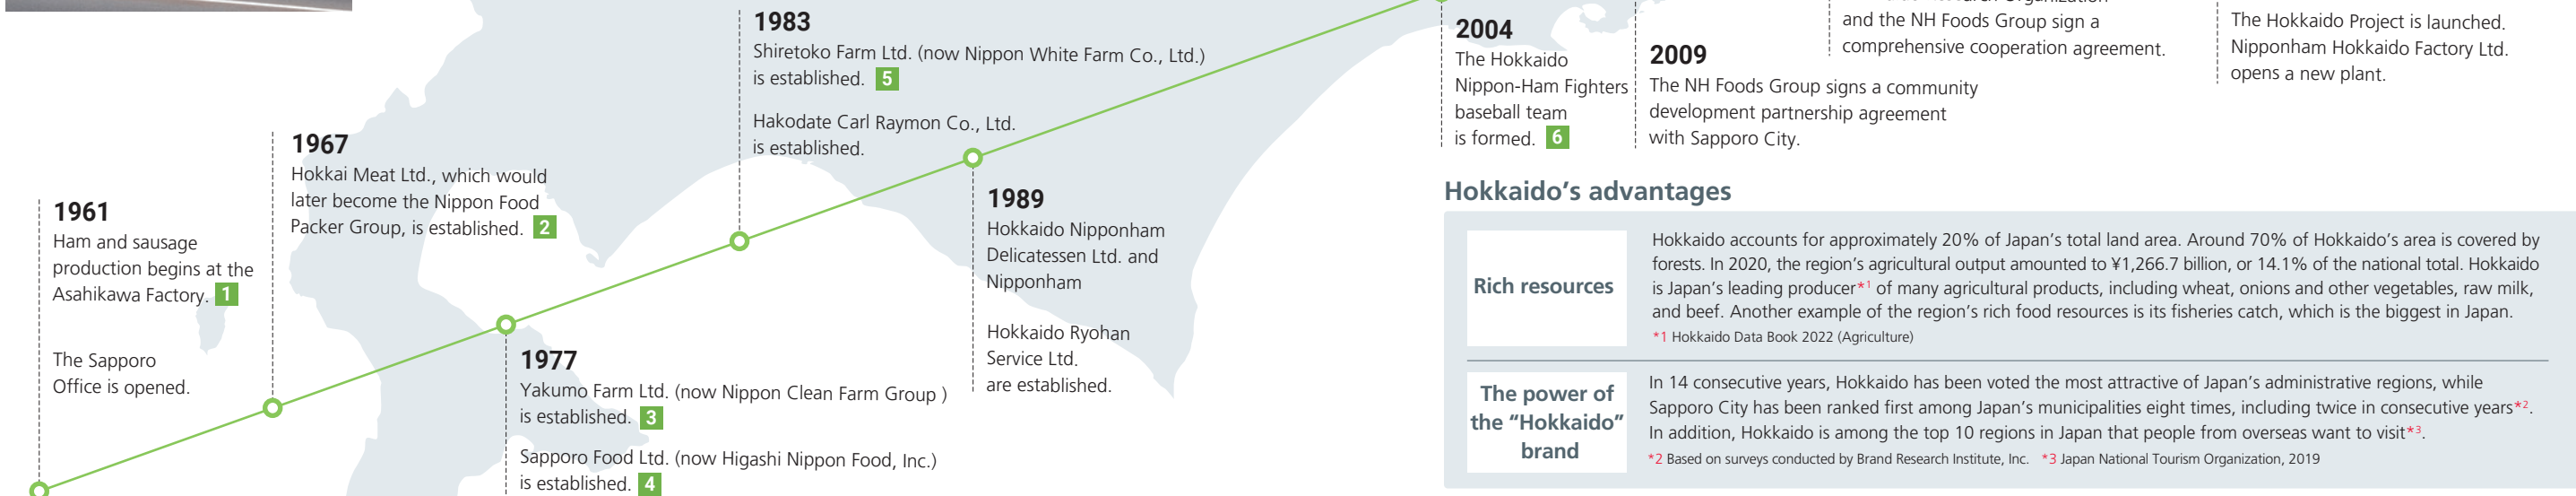 1961
Ham and sausage
production begins at the
Asahikawa Factory. 1
The Sapporo
Office is opened.
1967
Hokkai Meat Ltd., which would
later become the Nippon Food
Packer Group, is established. 2
1977
Yakumo Farm Ltd. (now Nippon Clean Farm Group )
is established. 3
Sapporo Food Ltd. (now Higashi Nippon Food, Inc.)
is established. 4
1983
Shiretoko Farm Ltd. (now Nippon White Farm Co., Ltd.)
is established. 5
Hakodate Carl Raymon Co., Ltd.
is established.
1989
Hokkaido Nipponham
Delicatessen Ltd. and
Nipponham
Hokkaido Ryohan
Service Ltd.
are established.
2004
The Hokkaido
Nippon-Ham Fighters
baseball team
is formed. 6
2009
The NH Foods Group signs a community
development partnership agreement
with Sapporo City.
and the NH Foods Group sign a
comprehensive cooperation agreement.
The Hokkaido Project is launched.
Nipponham Hokkaido Factory Ltd.
opens a new plant.
Hokkaido's advantages
Rich resources
Hokkaido accounts for approximately 20% of Japan's total land area. Around 70% of Hokkaido's area is covered by
forests. In 2020, the region's agricultural output amounted to ¥1,266.7 billion, or 14.1% of the national total. Hokkaido
is Japan's leading producer*1 of many agricultural products, including wheat, onions and other vegetables, raw milk,
and beef. Another example of the region's rich food resources is its fisheries catch, which is the biggest in Japan.
*1 Hokkaido Data Book 2022 (Agriculture)
The power of
the “Hokkaido”
brand
In 14 consecutive years, Hokkaido has been voted the most attractive of Japan's administrative regions, while
Sapporo City has been ranked first among Japan's municipalities eight times, including twice in consecutive years*2.
In addition, Hokkaido is among the top 10 regions in Japan that people from overseas want to visit*3.
*2 Based on surveys conducted by Brand Research Institute, Inc. *3 Japan National Tourism Organization, 2019